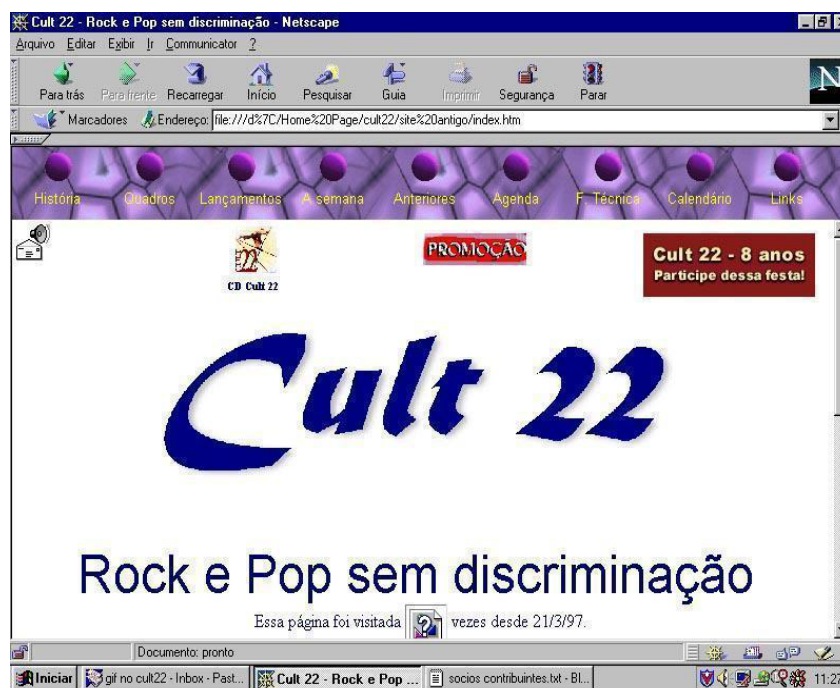 Cult 22 - Rock e Pop sem discriminação - Netscape
Arquivo Editar Exibir Ir Communicator ?
Para trás Para frente Recarregar Início Pesquisar Guia Imprimir Segurança Parar
N
Marcadores Endereço: file:///d%7C/Home%20Page/cult22/site%20antigo/index.htm
História Quadros Lançamentos A semana Anteriores Agenda F. Técnica Calendário Links
PROMOÇÃO
Cult 22 - 8 anos
Participe dessa festa!
CD Cult 22
Cult 22
Rock e Pop sem discriminação
Essa página foi visitada vezes desde 21/3/97.
Documento: pronto
Iniciar gif no cult22 - Inbox - Past... Cult 22 - Rock e Pop ... socios contribuintes.txt - Bl...